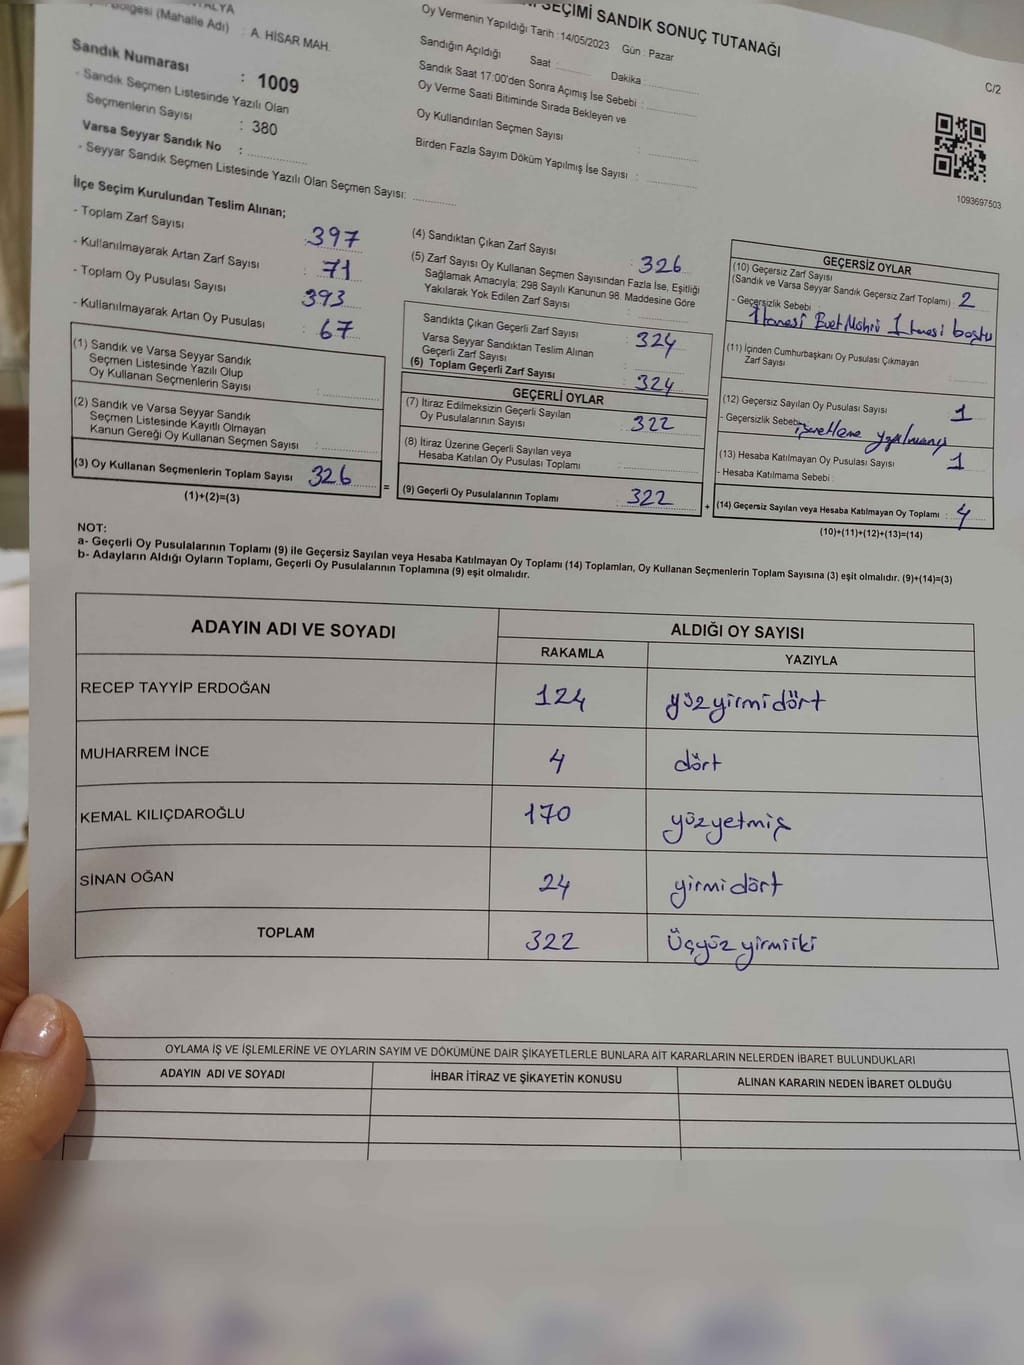 SEÇİMİ SANDIK SONUÇ TUTANAĞI
C/2
Bölgesi (Mahalle Adı) : A. HİSAR MAH.
Sandık Numarası : 1009
- Sandık Seçmen Listesinde Yazılı Olan
Seçmenlerin Sayısı : 380
Varsa Seyyar Sandık No :
- Seyyar Sandık Seçmen Listesinde Yazılı Olan Seçmen Sayısı:
Oy Vermenin Yapıldığı Tarih : 14/05/2023 Gün : Pazar
Sandığın Açıldığı Saat : Dakika :
Sandık Saat 17:00'den Sonra Açımış İse Sebebi :
Oy Verme Saati Bitiminde Sırada Bekleyen ve
Oy Kullandırılan Seçmen Sayısı :
Birden Fazla Sayım Döküm Yapılmış İse Sayısı :
1093697503
İlçe Seçim Kurulundan Teslim Alınan;
- Toplam Zarf Sayısı : 397
- Kullanılmayarak Artan Zarf Sayısı : 71
- Toplam Oy Pusulası Sayısı : 393
- Kullanılmayarak Artan Oy Pusulası : 67
(1) Sandık ve Varsa Seyyar Sandık
Seçmen Listesinde Yazılı Olup
Oy Kullanan Seçmenlerin Sayısı :
(2) Sandık ve Varsa Seyyar Sandık
Seçmen Listesinde Kayıtlı Olmayan
Kanun Gereği Oy Kullanan Seçmen Sayısı :
(3) Oy Kullanan Seçmenlerin Toplam Sayısı 326 =
(1)+(2)=(3)
(4) Sandıktan Çıkan Zarf Sayısı : 326
(5) Zarf Sayısı Oy Kullanan Seçmen Sayısından Fazla İse, Eşitliği
Sağlamak Amacıyla; 298 Sayılı Kanunun 98. Maddesine Göre
Yakılarak Yok Edilen Zarf Sayısı :
Sandıkta Çıkan Geçerli Zarf Sayısı : 324
Varsa Seyyar Sandıktan Teslim Alınan
Geçerli Zarf Sayısı :
(6) Toplam Geçerli Zarf Sayısı : 324
GEÇERLİ OYLAR
(7) İtiraz Edilmeksizin Geçerli Sayılan
Oy Pusulalarının Sayısı : 322
(8) İtiraz Üzerine Geçerli Sayılan veya
Hesaba Katılan Oy Pusulası Toplamı :
(9) Geçerli Oy Pusulalarının Toplamı : 322 +
GEÇERSİZ OYLAR
(10) Geçersiz Zarf Sayısı
(Sandık ve Varsa Seyyar Sandık Geçersiz Zarf Toplamı) : 2
- Geçersizlik Sebebi :
1 tanesi Evet Mührü 1 tanesi boştu
(11) İçinden Cumhurbaşkanı Oy Pusulası Çıkmayan
Zarf Sayısı :
(12) Geçersiz Sayılan Oy Pusulası Sayısı 1
- Geçersizlik Sebebi: işaretleme yapılmamış
(13) Hesaba Katılmayan Oy Pusulası Sayısı 1
- Hesaba Katılmama Sebebi :
(14) Geçersiz Sayılan veya Hesaba Katılmayan Oy Toplamı : 4
(10)+(11)+(12)+(13)=(14)
NOT:
a- Geçerli Oy Pusulalarının Toplamı (9) ile Geçersiz Sayılan veya Hesaba Katılmayan Oy Toplamı (14) Toplamları, Oy Kullanan Seçmenlerin Toplam Sayısına (3) eşit olmalıdır. (9)+(14)=(3)
b- Adayların Aldığı Oyların Toplamı, Geçerli Oy Pusulalarının Toplamına (9) eşit olmalıdır.
ADAYIN ADI VE SOYADI ALDIĞI OY SAYISI
RAKAMLA YAZIYLA
RECEP TAYYİP ERDOĞAN 124 yüzyirmidört
MUHARREM İNCE 4 dört
KEMAL KILIÇDAROĞLU 170 yüzyetmiş
SİNAN OĞAN 24 yirmidört
TOPLAM 322 Üçyüzyirmiiki
OYLAMA İŞ VE İŞLEMLERİNE VE OYLARIN SAYIM VE DÖKÜMÜNE DAİR ŞİKAYETLERLE BUNLARA AİT KARARLARIN NELERDEN İBARET BULUNDUKLARI
ADAYIN ADI VE SOYADI İHBAR İTİRAZ VE ŞİKAYETİN KONUSU ALINAN KARARIN NEDEN İBARET OLDUĞU